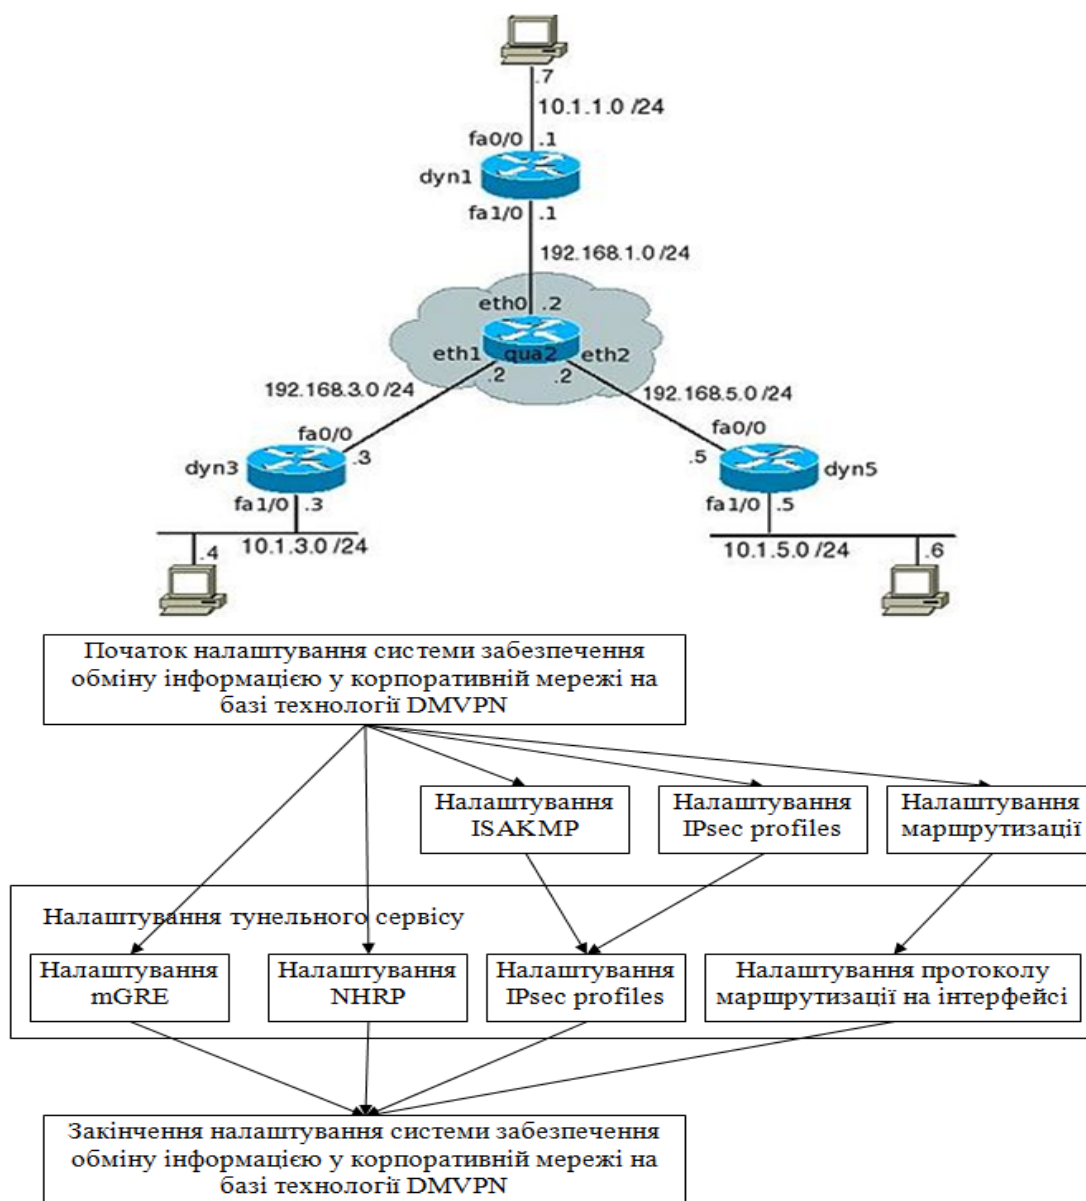 .7
10.1.1.0 /24
fa0/0 .1
dyn1
fa1/0 .1
192.168.1.0 /24
eth0 .2
eth1 qua2 eth2
.2 .2
192.168.3.0 /24 192.168.5.0 /24
fa0/0 fa0/0
dyn3 .3 .5 dyn5
fa1/0 .3 fa1/0 .5
.4 10.1.3.0 /24 10.1.5.0 /24 .6
Початок налаштування системи забезпечення
обміну інформацією у корпоративній мережі на
базі технології DMVPN
Налаштування
ISAKMP
Налаштування
IPsec profiles
Налаштування
маршрутизації
Налаштування тунельного сервісу
Налаштування
mGRE
Налаштування
NHRP
Налаштування
IPsec profiles
Налаштування протоколу
маршрутизації на інтерфейсі
Закінчення налаштування системи забезпечення
обміну інформацією у корпоративній мережі на
базі технології DMVPN